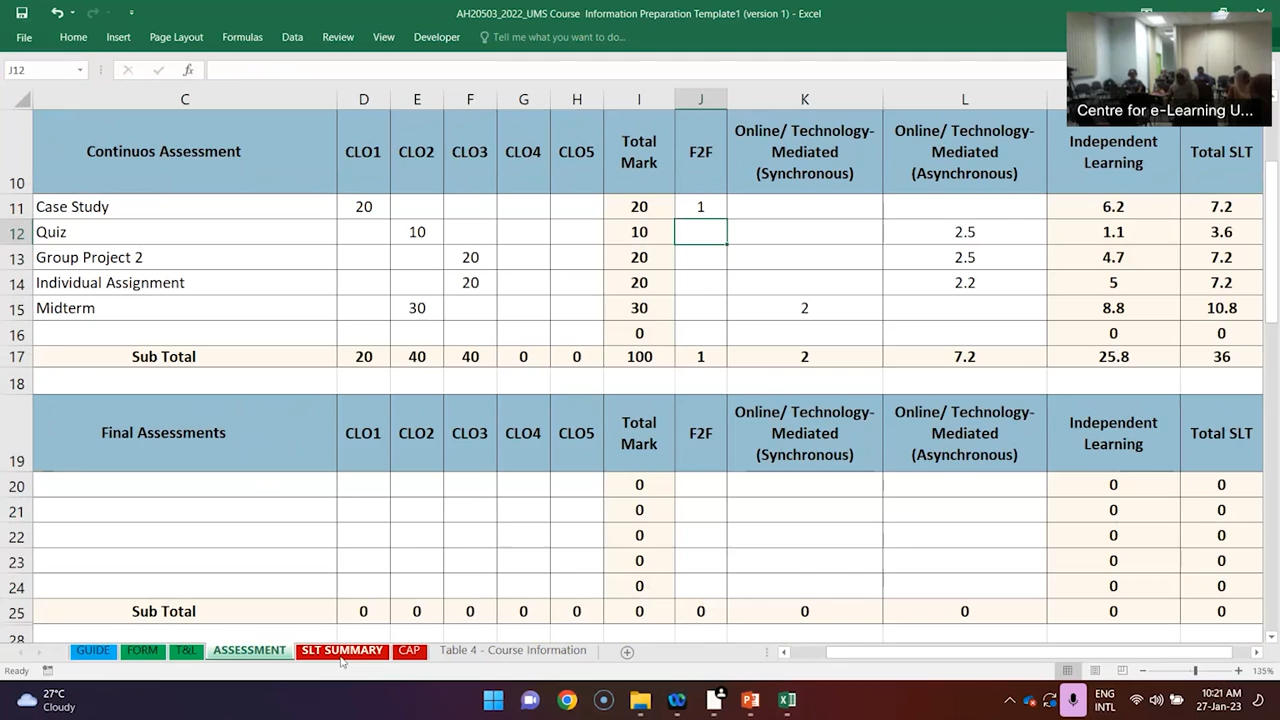 AH20503_2022_UMS Course Information Preparation Template1 (version 1) - Excel
File Home Insert Page Layout Formulas Data Review View Developer Tell me what you want to do...
J12 fx
Centre for e-Learning U...
C D E F G H I J K L
10 Continuos Assessment CLO1 CLO2 CLO3 CLO4 CLO5 Total Mark F2F Online/ Technology-Mediated (Synchronous) Online/ Technology-Mediated (Asynchronous) Independent Learning Total SLT
11 Case Study 20 20 1 6.2 7.2
12 Quiz 10 10 2.5 1.1 3.6
13 Group Project 2 20 20 2.5 4.7 7.2
14 Individual Assignment 20 20 2.2 5 7.2
15 Midterm 30 30 2 8.8 10.8
16 0 0 0
17 Sub Total 20 40 40 0 0 100 1 2 7.2 25.8 36
18
19 Final Assessments CLO1 CLO2 CLO3 CLO4 CLO5 Total Mark F2F Online/ Technology-Mediated (Synchronous) Online/ Technology-Mediated (Asynchronous) Independent Learning Total SLT
20 0 0 0
21 0 0 0
22 0 0 0
23 0 0 0
24 0 0 0
25 Sub Total 0 0 0 0 0 0 0 0 0 0 0
28
GUIDE FORM T&L ASSESSMENT SLT SUMMARY CAP Table 4 - Course Information
Ready 135%
27°C ENG 10:21 AM
Cloudy INTL 27-Jan-23